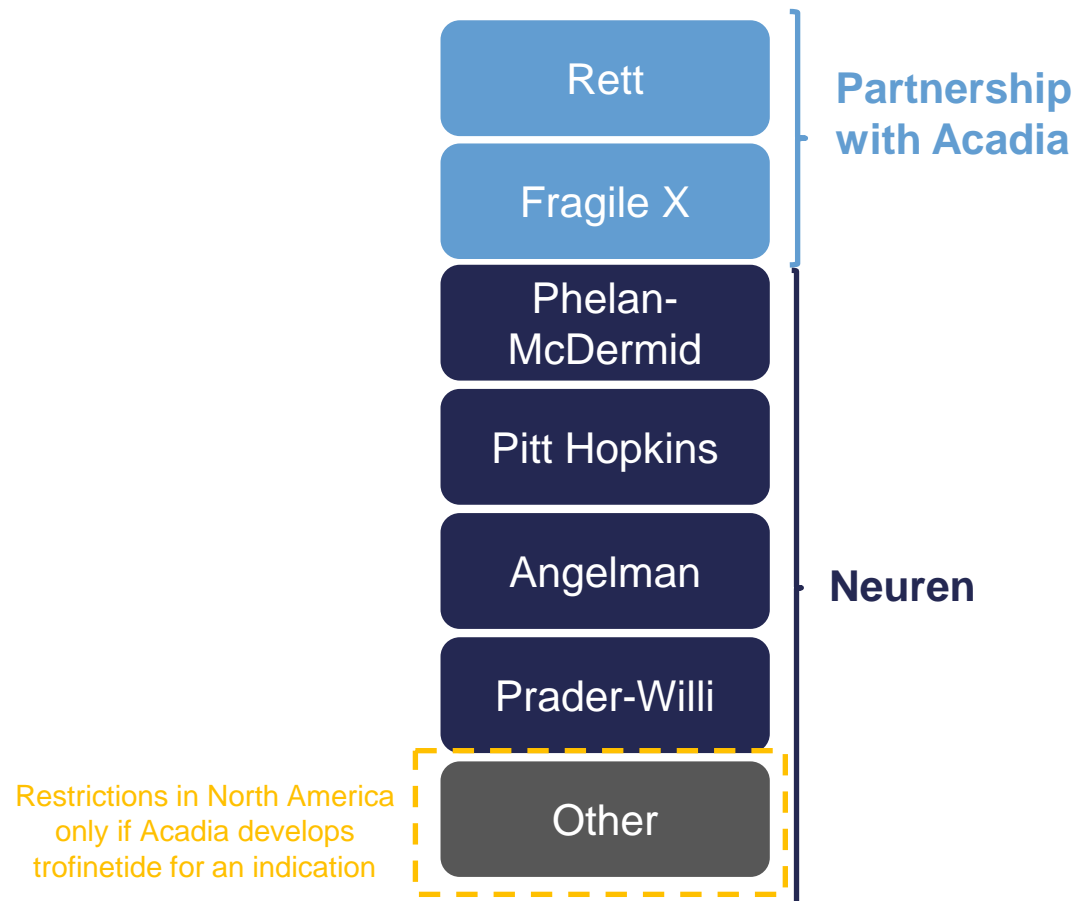 Rett
Partnership
with Acadia
Fragile X
Phelan-
McDermid
Pitt Hopkins
Angelman
Neuren
Prader-Willi
Restrictions in North America
only if Acadia develops
trofinetide for an indication
Other